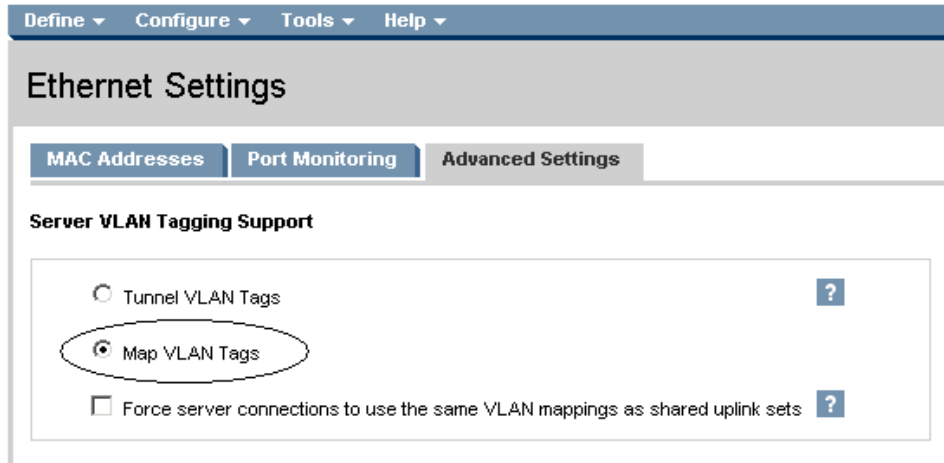 Define Configure Tools Help
Ethernet Settings
MAC Addresses Port Monitoring Advanced Settings
Server VLAN Tagging Support
Tunnel VLAN Tags ?
Map VLAN Tags
Force server connections to use the same VLAN mappings as shared uplink sets ?